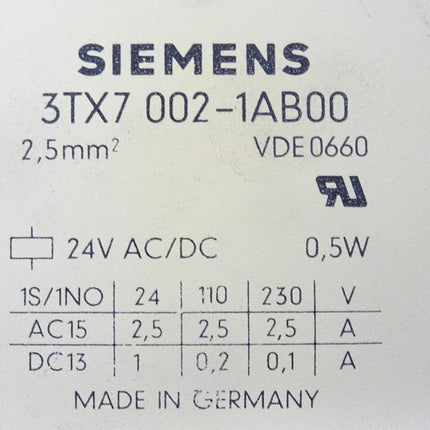 SIEMENS
3TX7 002-1AB00
2,5mm² VDE0660
RU
24V AC/DC 0,5W
1S/1NO 24 110 230 V
AC15 2,5 2,5 2,5 A
DC13 1 0,2 0,1 A
MADE IN GERMANY